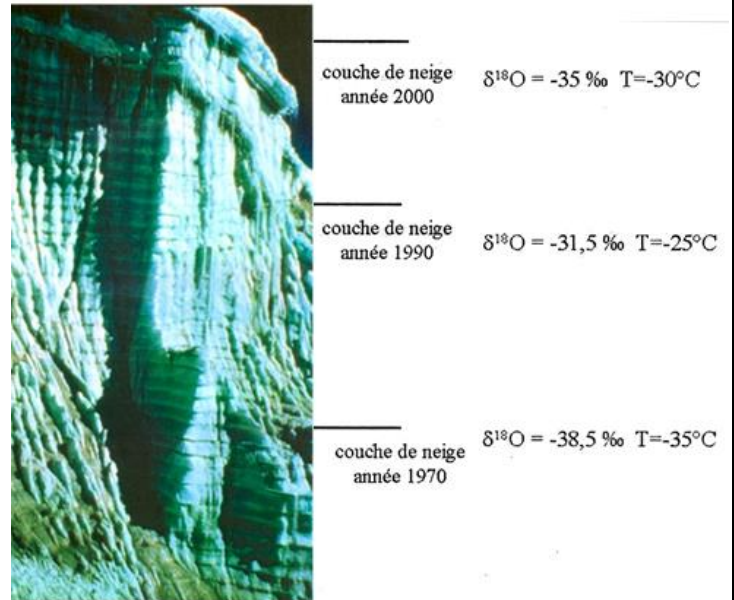 couche de neige
année 2000
δ¹⁸O = -35 ‰ T=-30°C
couche de neige
année 1990
δ¹⁸O = -31,5 ‰ T=-25°C
couche de neige
année 1970
δ¹⁸O = -38,5 ‰ T=-35°C